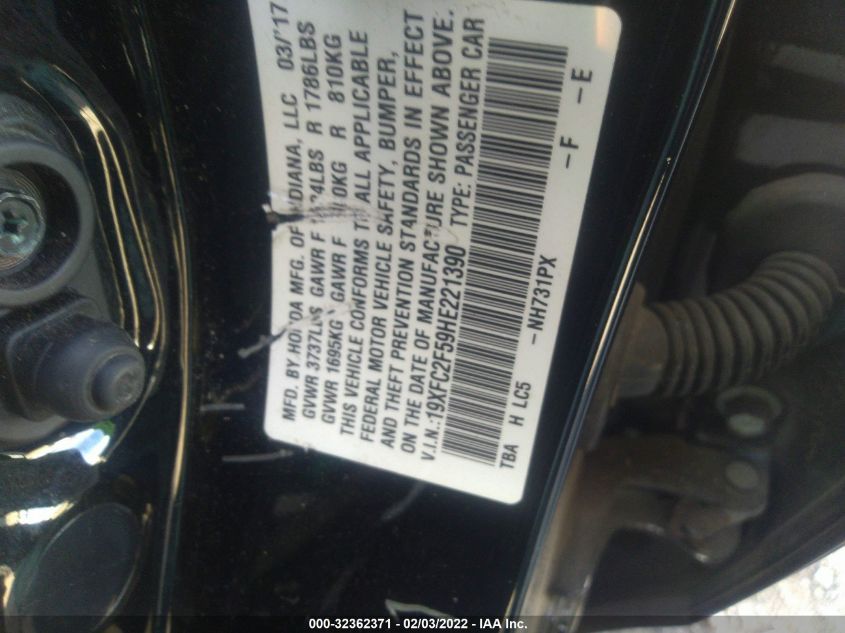 MFD. BY HONDA MFG. OF INDIANA, LLC 03/'17
GVWR 3737LBS GAWR F R 1786LBS
GVWR 1695KG GAWR F R 810KG
THIS VEHICLE CONFORMS TO ALL APPLICABLE
FEDERAL MOTOR VEHICLE SAFETY, BUMPER,
AND THEFT PREVENTION STANDARDS IN EFFECT
ON THE DATE OF MANUFACTURE SHOWN ABOVE.
V.I.N.:19XFC2F59HE221390 TYPE: PASSENGER CAR
TBA H LC5 -NH731PX -F -E
000-32362371 - 02/03/2022 - IAA Inc.